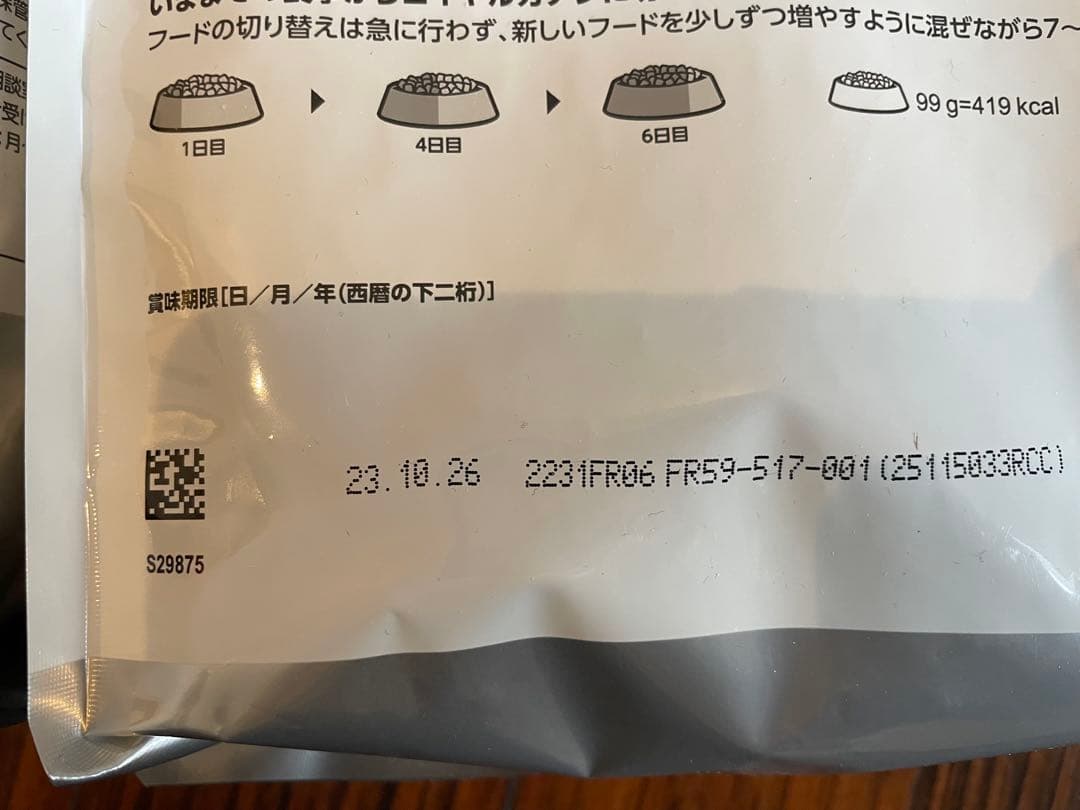 フードの切り替えは急に行わず、新しいフードを少しずつ増やすように混ぜながら7～
1日目
4日目
6日目
99 g=419 kcal
賞味期限[日／月／年(西暦の下二桁)]
23.10.26 2231FR06 FR59-517-001(25115033RCC)
S29875